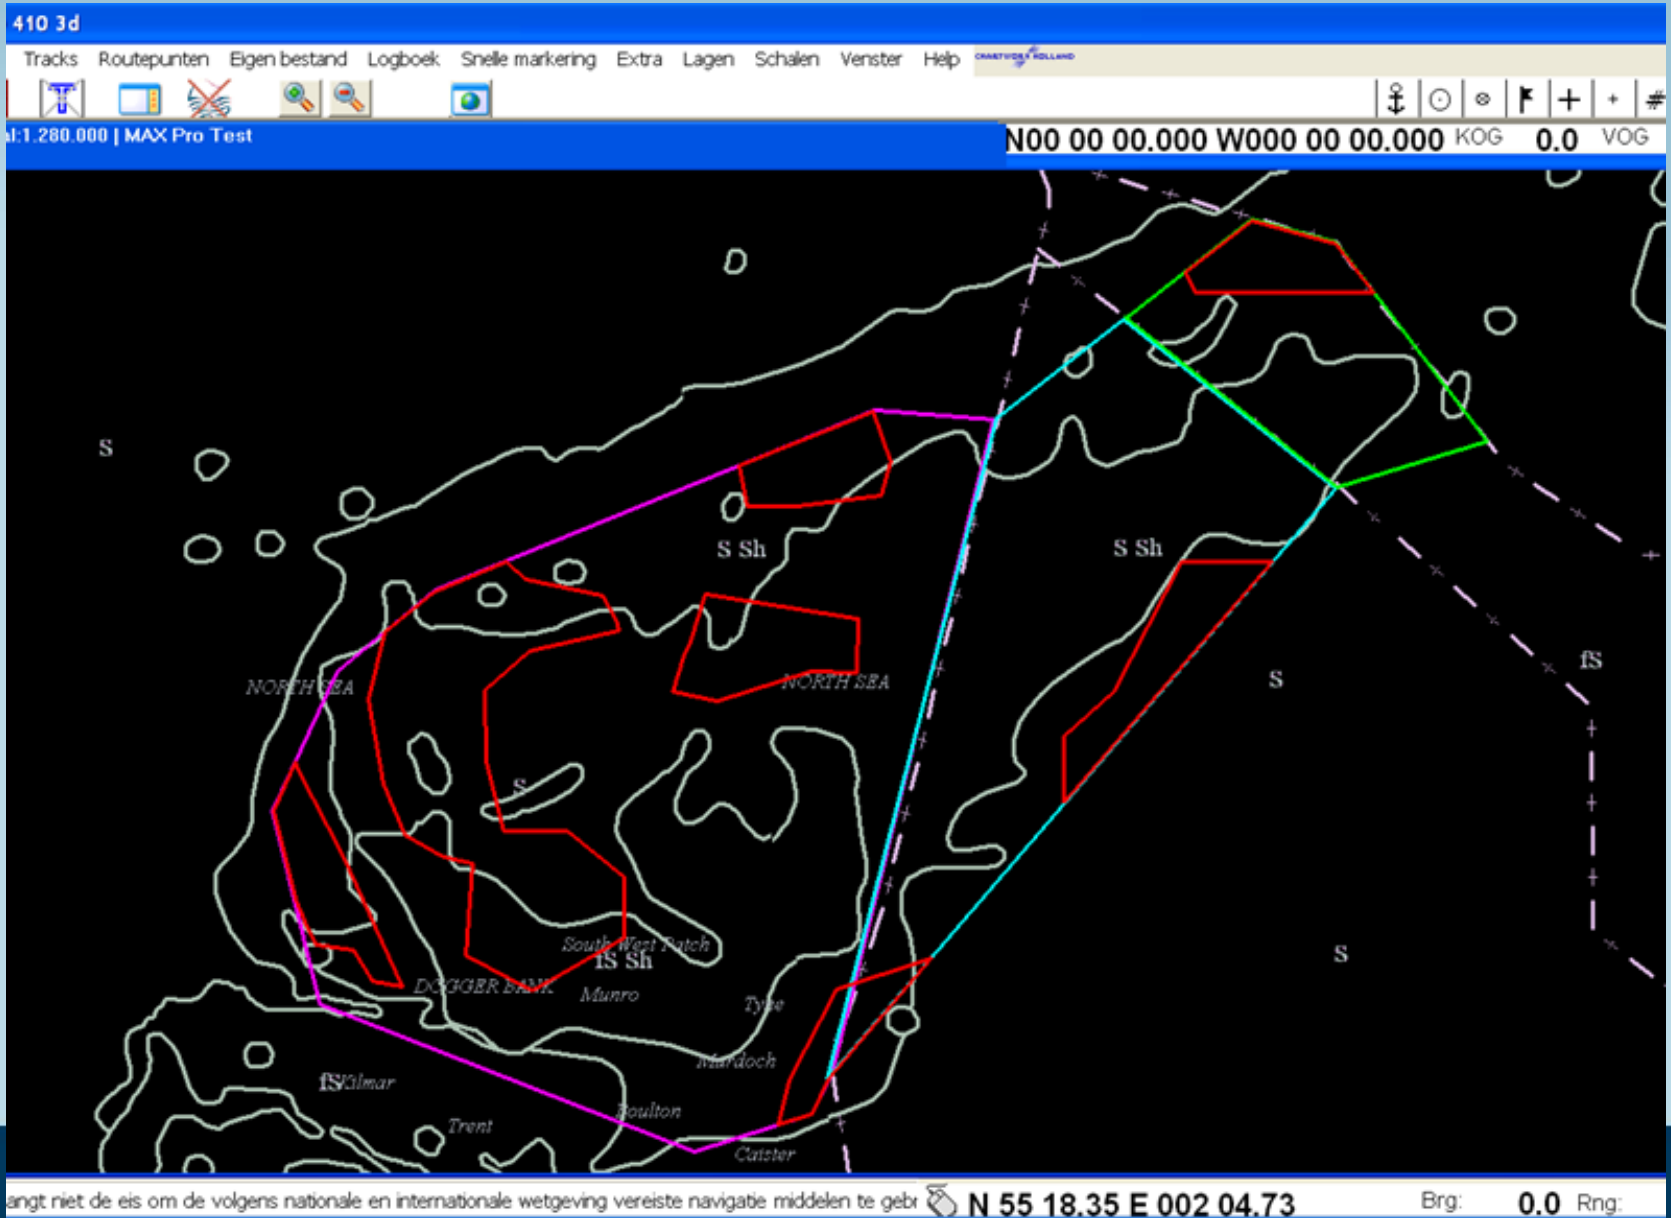 410 3d
Tracks Routepunten Eigen bestand Logboek Snelle markering Extra Lagen Schalen Venster Help
al:1.280.000 | MAX Pro Test
N00 00 00.000 W000 00 00.000 KOG 0.0 VOG
S
S Sh
S Sh
fS
S
NORTH SEA
NORTH SEA
S
South West Patch
fS Sh
S
DOGGER BANK
Munro
Tyne
Murdoch
fS
Kilmar
Boulton
Trent
Caister
angt niet de eis om de volgens nationale en internationale wetgeving vereiste navigatie middelen te gebr
N 55 18.35 E 002 04.73 Brg: 0.0 Rng: